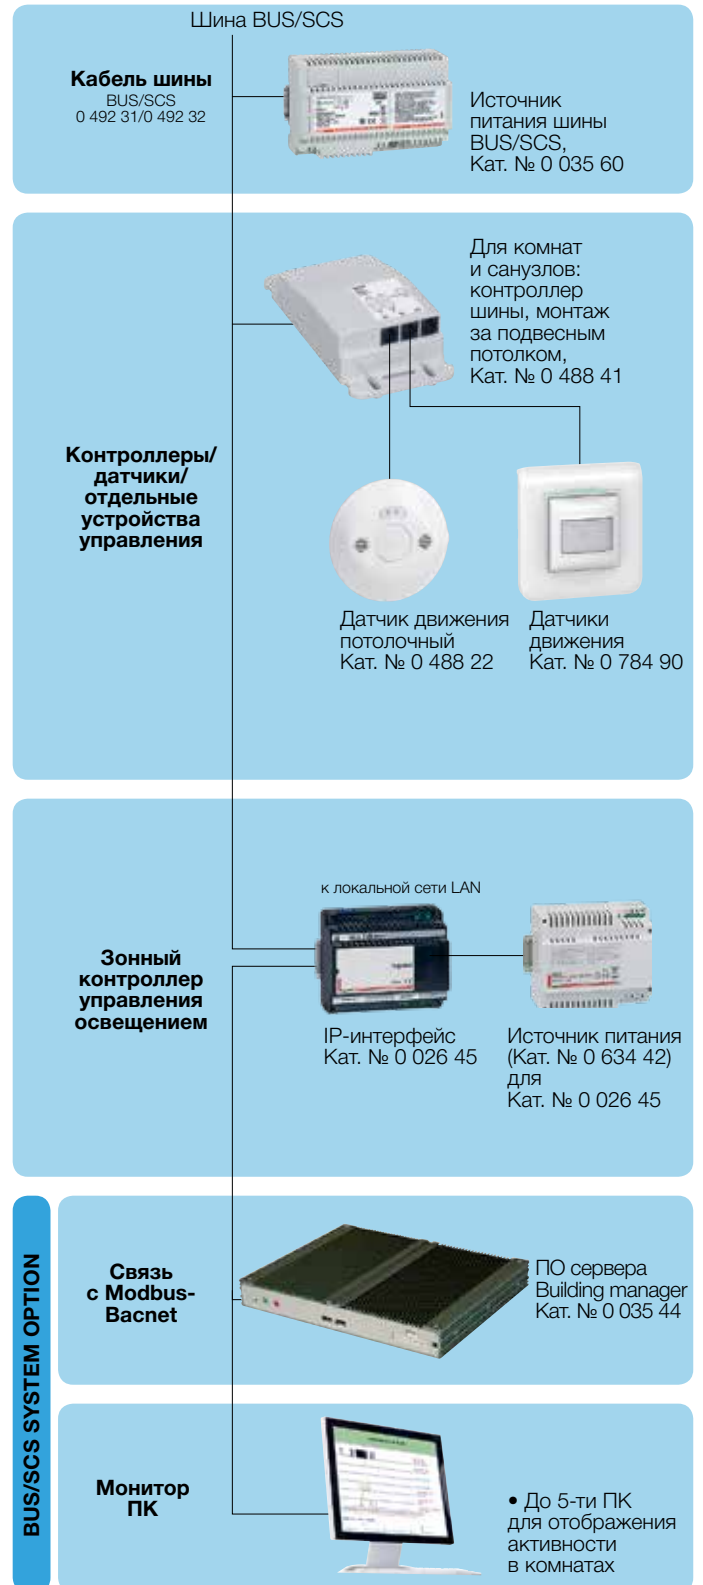 Шина BUS/SCS
Кабель шины
BUS/SCS
0 492 31/0 492 32
Источник
питания шины
BUS/SCS,
Кат. № 0 035 60
Для комнат
и санузлов:
контроллер
шины, монтаж
за подвесным
потолком,
Кат. № 0 488 41
Контроллеры/
датчики/
отдельные
устройства
управления
Датчик движения
потолочный
Кат. № 0 488 22
Датчики
движения
Кат. № 0 784 90
к локальной сети LAN
Зонный
контроллер
управления
освещением
IP-интерфейс
Кат. № 0 026 45
Источник питания
(Кат. № 0 634 42)
для
Кат. № 0 026 45
BUS/SCS SYSTEM OPTION
Связь
с Modbus-
Bacnet
ПО сервера
Building manager
Кат. № 0 035 44
Монитор
ПК
• До 5-ти ПК
для отображения
активности
в комнатах